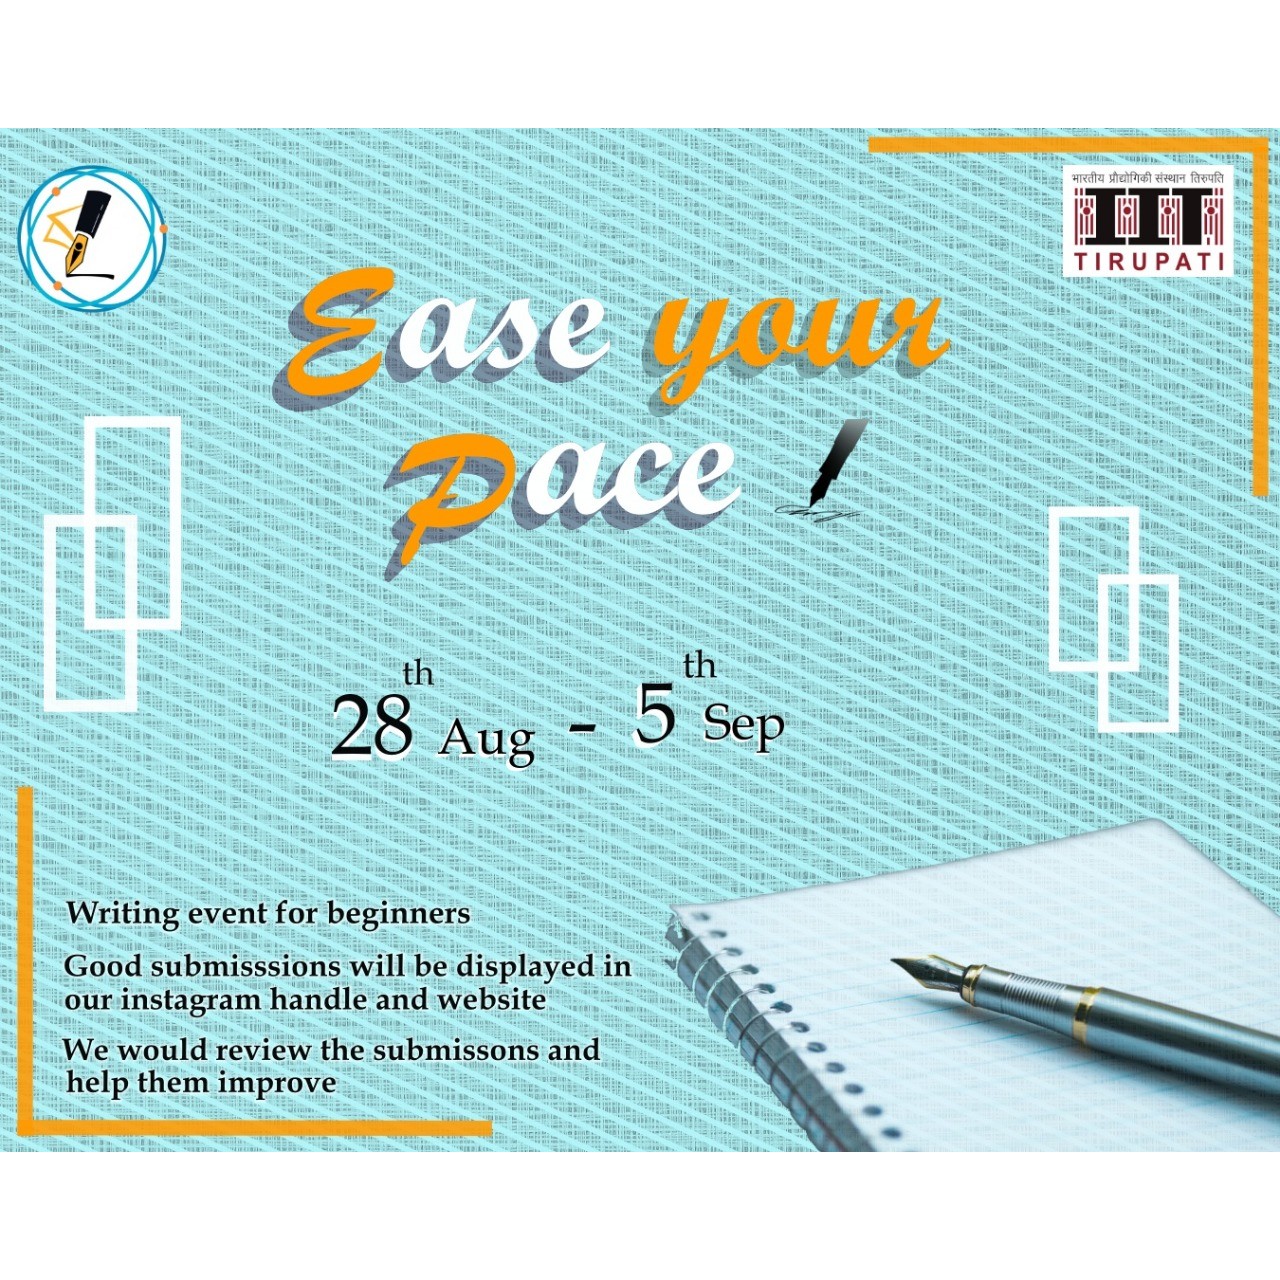 भारतीय प्रौद्योगिकी संस्थान तिरुपति
IIT
TIRUPATI
Ease your
Pace
28th Aug - 5th Sep
Writing event for beginners
Good submisssions will be displayed in
our instagram handle and website
We would review the submissons and
help them improve